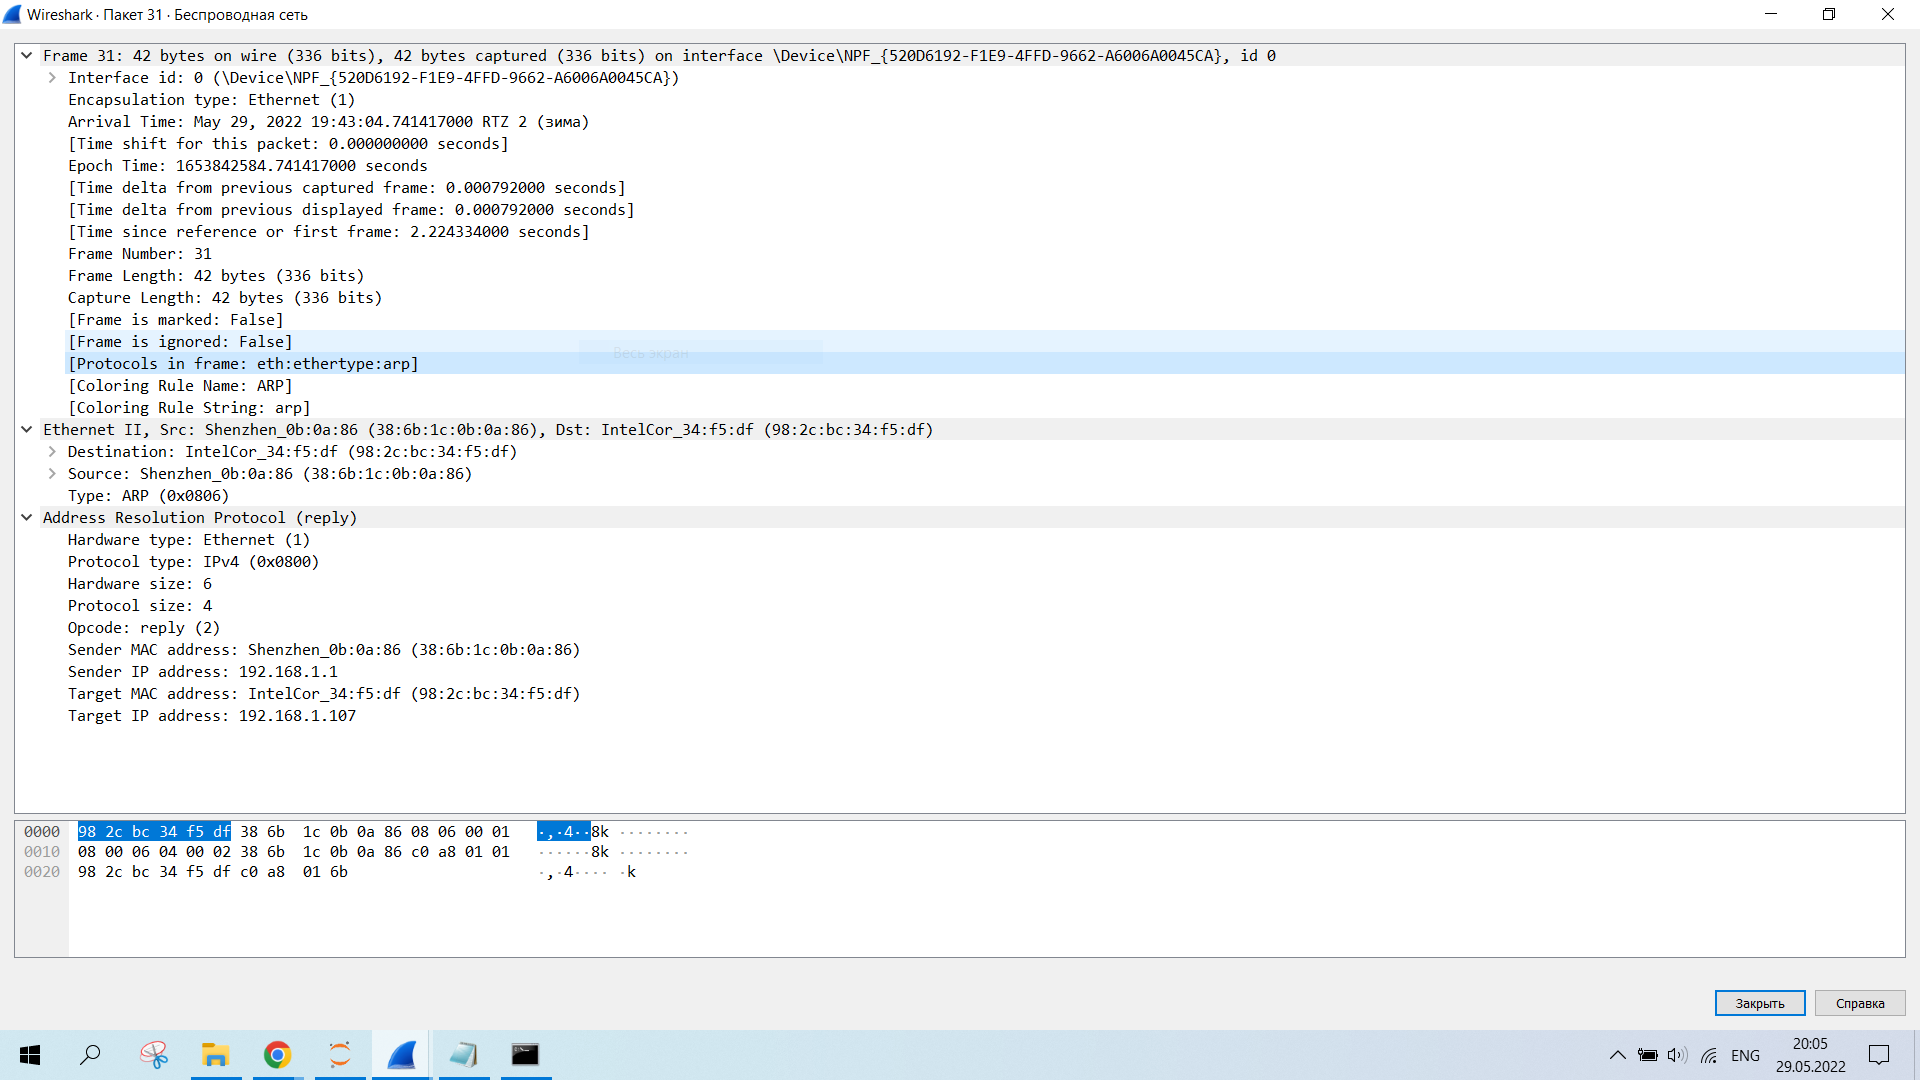 Wireshark · Пакет 31 · Беспроводная сеть
Frame 31: 42 bytes on wire (336 bits), 42 bytes captured (336 bits) on interface \Device\NPF_{520D6192-F1E9-4FFD-9662-A6006A0045CA}, id 0
Interface id: 0 (\Device\NPF_{520D6192-F1E9-4FFD-9662-A6006A0045CA})
Encapsulation type: Ethernet (1)
Arrival Time: May 29, 2022 19:43:04.741417000 RTZ 2 (зима)
[Time shift for this packet: 0.000000000 seconds]
Epoch Time: 1653842584.741417000 seconds
[Time delta from previous captured frame: 0.000792000 seconds]
[Time delta from previous displayed frame: 0.000792000 seconds]
[Time since reference or first frame: 2.224334000 seconds]
Frame Number: 31
Frame Length: 42 bytes (336 bits)
Capture Length: 42 bytes (336 bits)
[Frame is marked: False]
[Frame is ignored: False]
Весь экран
[Protocols in frame: eth:ethertype:arp]
[Coloring Rule Name: ARP]
[Coloring Rule String: arp]
Ethernet II, Src: Shenzhen_0b:0a:86 (38:6b:1c:0b:0a:86), Dst: IntelCor_34:f5:df (98:2c:bc:34:f5:df)
Destination: IntelCor_34:f5:df (98:2c:bc:34:f5:df)
Source: Shenzhen_0b:0a:86 (38:6b:1c:0b:0a:86)
Type: ARP (0x0806)
Address Resolution Protocol (reply)
Hardware type: Ethernet (1)
Protocol type: IPv4 (0x0800)
Hardware size: 6
Protocol size: 4
Opcode: reply (2)
Sender MAC address: Shenzhen_0b:0a:86 (38:6b:1c:0b:0a:86)
Sender IP address: 192.168.1.1
Target MAC address: IntelCor_34:f5:df (98:2c:bc:34:f5:df)
Target IP address: 192.168.1.107
0000 98 2c bc 34 f5 df 38 6b 1c 0b 0a 86 08 06 00 01 ·,·4··8k ········
0010 08 00 06 04 00 02 38 6b 1c 0b 0a 86 c0 a8 01 01 ······8k ········
0020 98 2c bc 34 f5 df c0 a8 01 6b ·,·4···· ·k
Закрыть Справка
ENG 20:05
29.05.2022